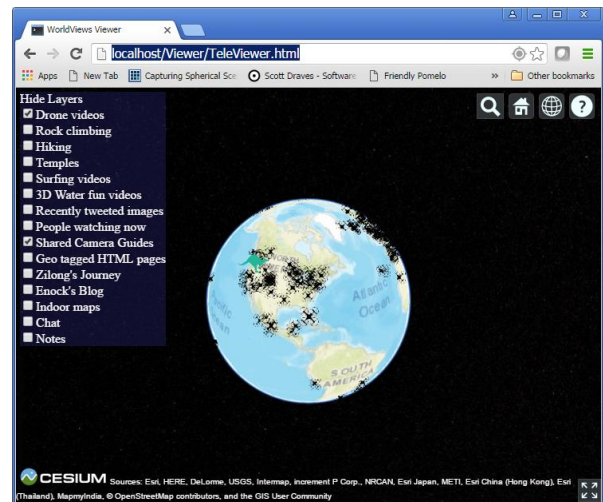 WorldViews Viewer
localhost/Viewer/TeleViewer.html
Apps New Tab Capturing Spherical Sce Scott Draves - Software Friendly Pomelo » Other bookmarks
Hide Layers
Drone videos
Rock climbing
Hiking
Temples
Surfing videos
3D Water fun videos
Recently tweeted images
People watching now
Shared Camera Guides
Geo tagged HTML pages
Zilong's Journey
Enock's Blog
Indoor maps
Chat
Notes
Pacific
Ocean
Atlantic
Ocean
SOUTH
AMERICA
CESIUM Sources: Esri, HERE, DeLorme, USGS, Intermap, increment P Corp., NRCAN, Esri Japan, METI, Esri China (Hong Kong), Esri
(Thailand), MapmyIndia, © OpenStreetMap contributors, and the GIS User Community